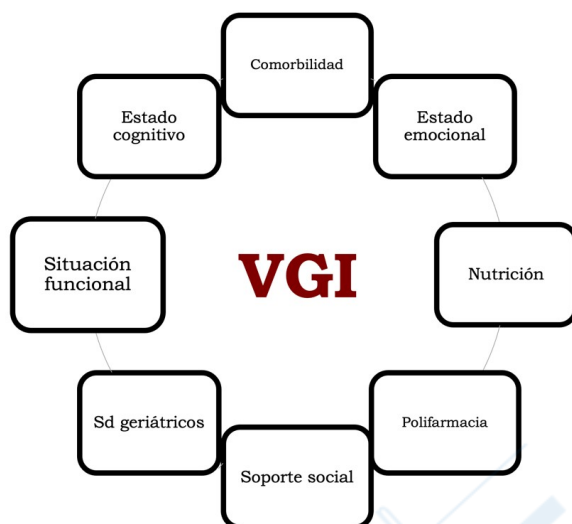 Comorbilidad
Estado
cognitivo
Estado
emocional
Situación
funcional
VGI
Nutrición
Sd geriátricos
Polifarmacia
Soporte social